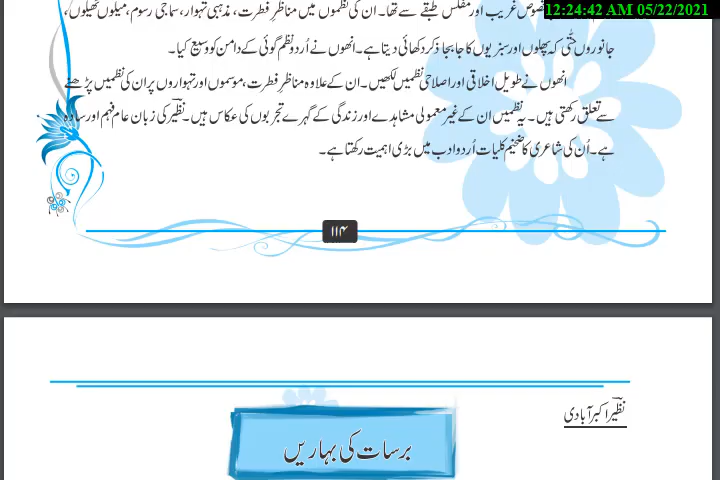 12:24:42 AM 05/22/2021
غریب اور مفلس طبقے سے تھا۔ ان کی نظموں میں مناظرِ فطرت، مذہبی تہوار، سماجی رسوم، میلوں ٹھیلوں،
جانوروں حتّٰی کہ پھلوں اور سبزیوں کا جا بجا ذکر دکھائی دیتا ہے۔ انھوں نے اُردو نظم گوئی کے دامن کو وسیع کیا۔
انھوں نے طویل اخلاقی اور اصلاحی نظمیں لکھیں۔ ان کے علاوہ مناظرِ فطرت، موسموں اور تہواروں پر ان کی نظمیں پڑھنے
سے تعلق رکھتی ہیں۔ یہ نظمیں ان کے غیر معمولی مشاہدے اور زندگی کے گہرے تجربوں کی عکاس ہیں۔ نظیرؔ کی زبان عام فہم اور سادہ
ہے۔ اُن کی شاعری کا ضخیم کلیات اُردو ادب میں بڑی اہمیت رکھتا ہے۔
۱۱۴
نظیرؔ اکبر آبادی
برسات کی بہاریں